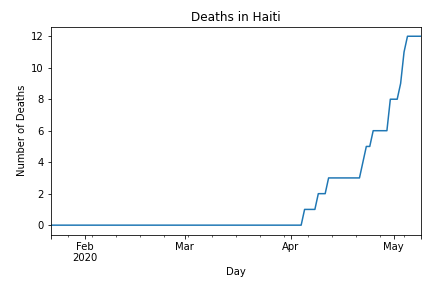 Deaths in Haiti
12
10
8
6
4
2
0
Number of Deaths
Feb
2020
Mar
Apr
May
Day